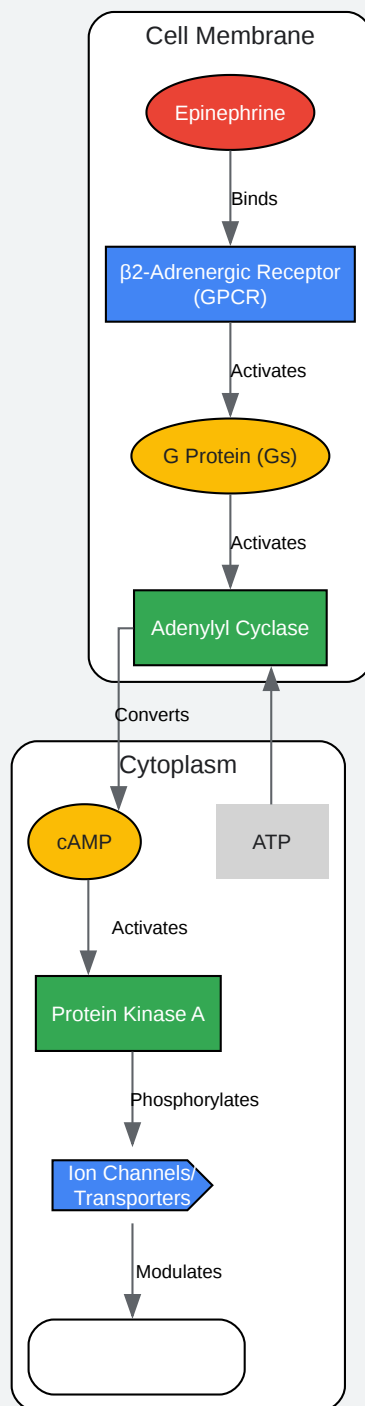 Cell Membrane
Epinephrine
Binds
β2-Adrenergic Receptor
(GPCR)
Activates
G Protein (Gs)
Activates
Adenylyl Cyclase
Converts
Cytoplasm
cAMP
ATP
Activates
Protein Kinase A
Phosphorylates
Ion Channels/
Transporters
Modulates